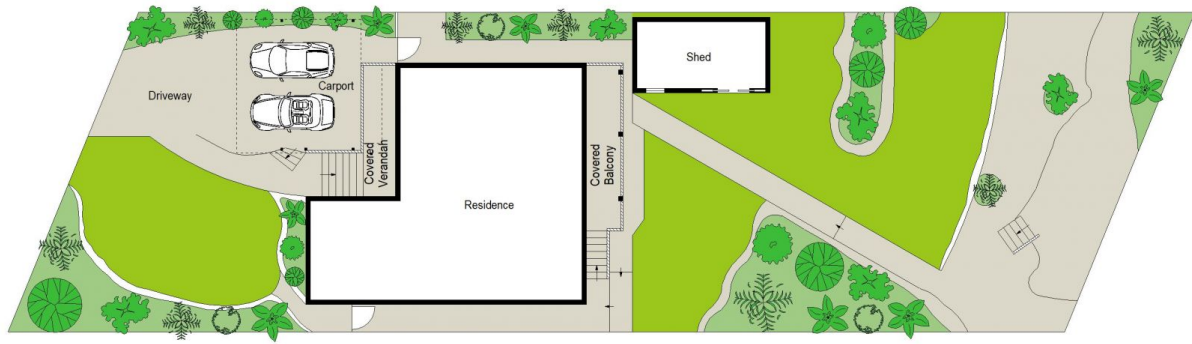 Driveway
Carport
Covered
Verandah
Residence
Covered
Balcony
Shed